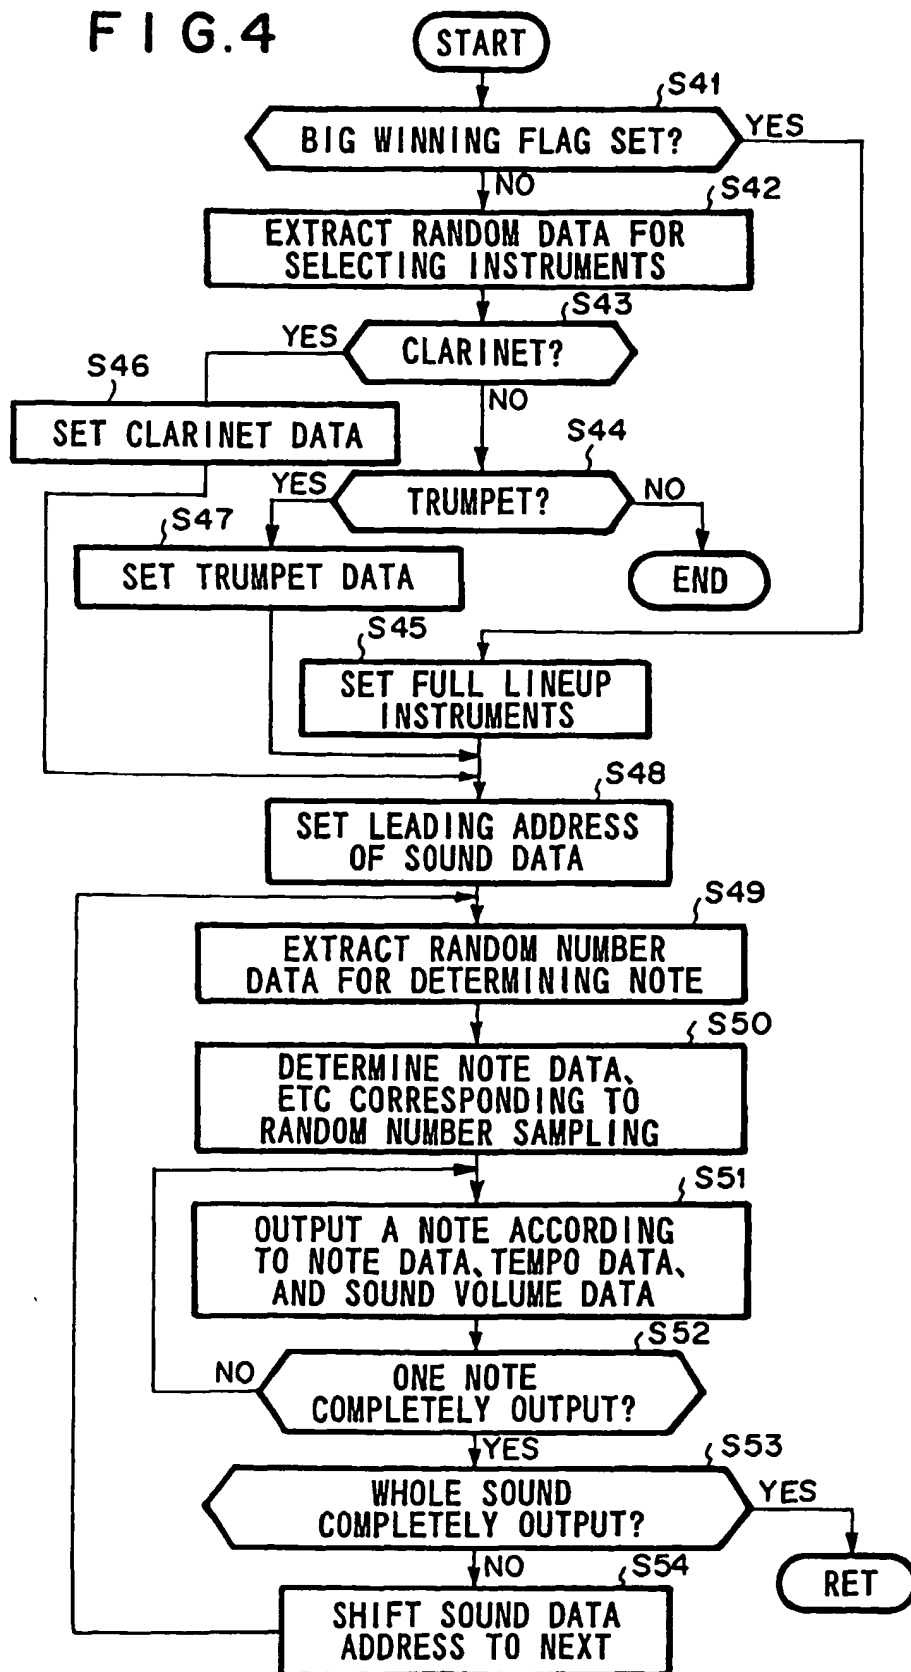 FIG.4
START
S41
BIG WINNING FLAG SET?
YES
NO
S42
EXTRACT RANDOM DATA FOR
SELECTING INSTRUMENTS
S43
YES
CLARINET?
NO
S46
SET CLARINET DATA
S44
YES
TRUMPET?
NO
S47
SET TRUMPET DATA
END
S45
SET FULL LINEUP
INSTRUMENTS
S48
SET LEADING ADDRESS
OF SOUND DATA
S49
EXTRACT RANDOM NUMBER
DATA FOR DETERMINING NOTE
S50
DETERMINE NOTE DATA、
ETC CORRESPONDING TO
RANDOM NUMBER SAMPLING
S51
OUTPUT A NOTE ACCORDING
TO NOTE DATA、TEMPO DATA、
AND SOUND VOLUME DATA
S52
NO
ONE NOTE
COMPLETELY OUTPUT?
YES
S53
WHOLE SOUND
COMPLETELY OUTPUT?
YES
NO
RET
S54
SHIFT SOUND DATA
ADDRESS TO NEXT